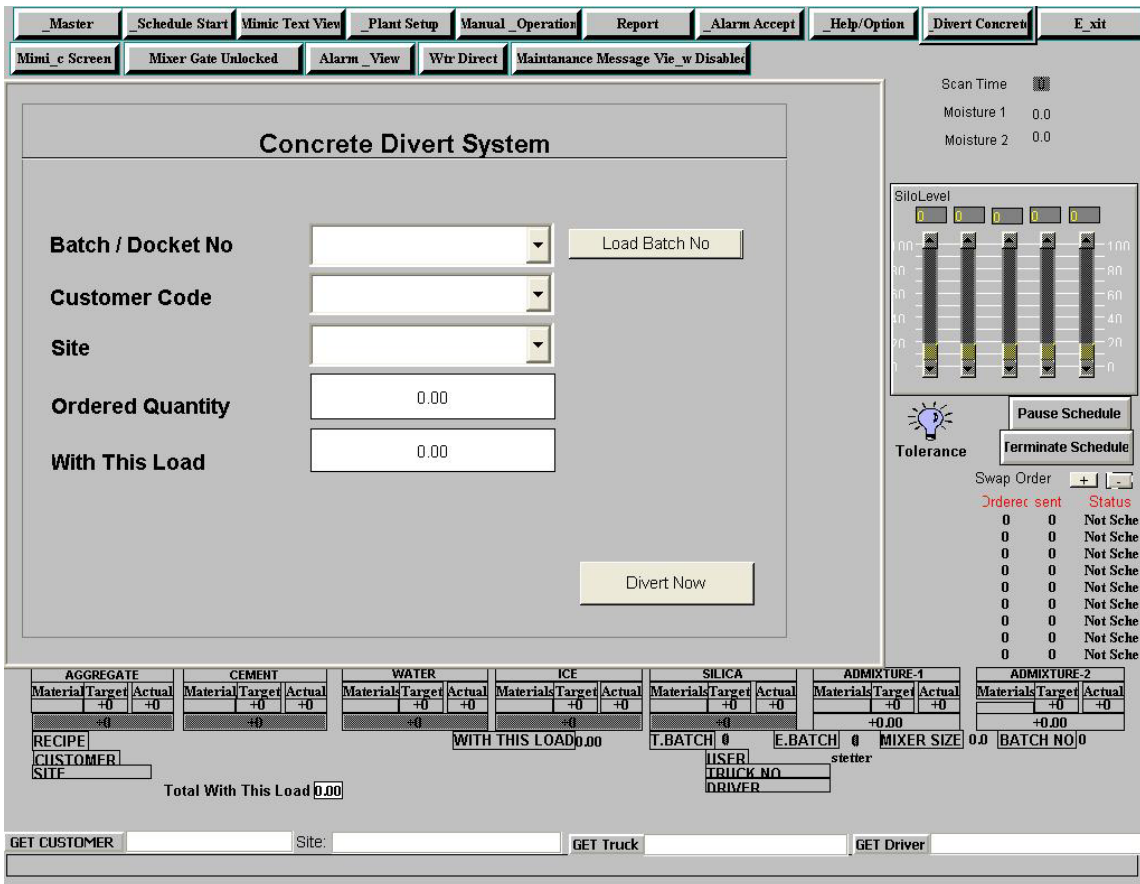 _Master _Schedule Start Mimic Text View _Plant Setup Manual _Operation Report _Alarm Accept _Help/Option _Divert Concrete E_xit
Mimi_c Screen Mixer Gate Unlocked Alarm _View Wtr Direct Maintanance Message Vie_w Disabled
Scan Time 0
Moisture 1 0.0
Moisture 2 0.0
Concrete Divert System
Batch / Docket No Load Batch No
Customer Code
Site
Ordered Quantity 0.00
With This Load 0.00
Divert Now
SiloLevel
0 0 0 0 0
100 100
80 80
60 60
40 40
20 20
0 0
Tolerance
Pause Schedule
Terminate Schedule
Swap Order + -
Ordered sent Status
0 0 Not Sche
0 0 Not Sche
0 0 Not Sche
0 0 Not Sche
0 0 Not Sche
0 0 Not Sche
0 0 Not Sche
0 0 Not Sche
0 0 Not Sche
AGGREGATE CEMENT WATER ICE SILICA ADMIXTURE-1 ADMIXTURE-2
Material Target Actual Material Target Actual Materials Target Actual Materials Target Actual Materials Target Actual Materials Target Actual Materials Target Actual
+0 +0 +0 +0 +0 +0 +0 +0 +0 +0 +0 +0 +0 +0
+0 +0 +0 +0 +0 +0.00 +0.00
RECIPE WITH THIS LOAD 0.00 T.BATCH 0 E.BATCH 0 MIXER SIZE 0.0 BATCH NO 0
CUSTOMER USER stetter
SITE TRUCK NO
DRIVER
Total With This Load 0.00
GET CUSTOMER Site: GET Truck GET Driver